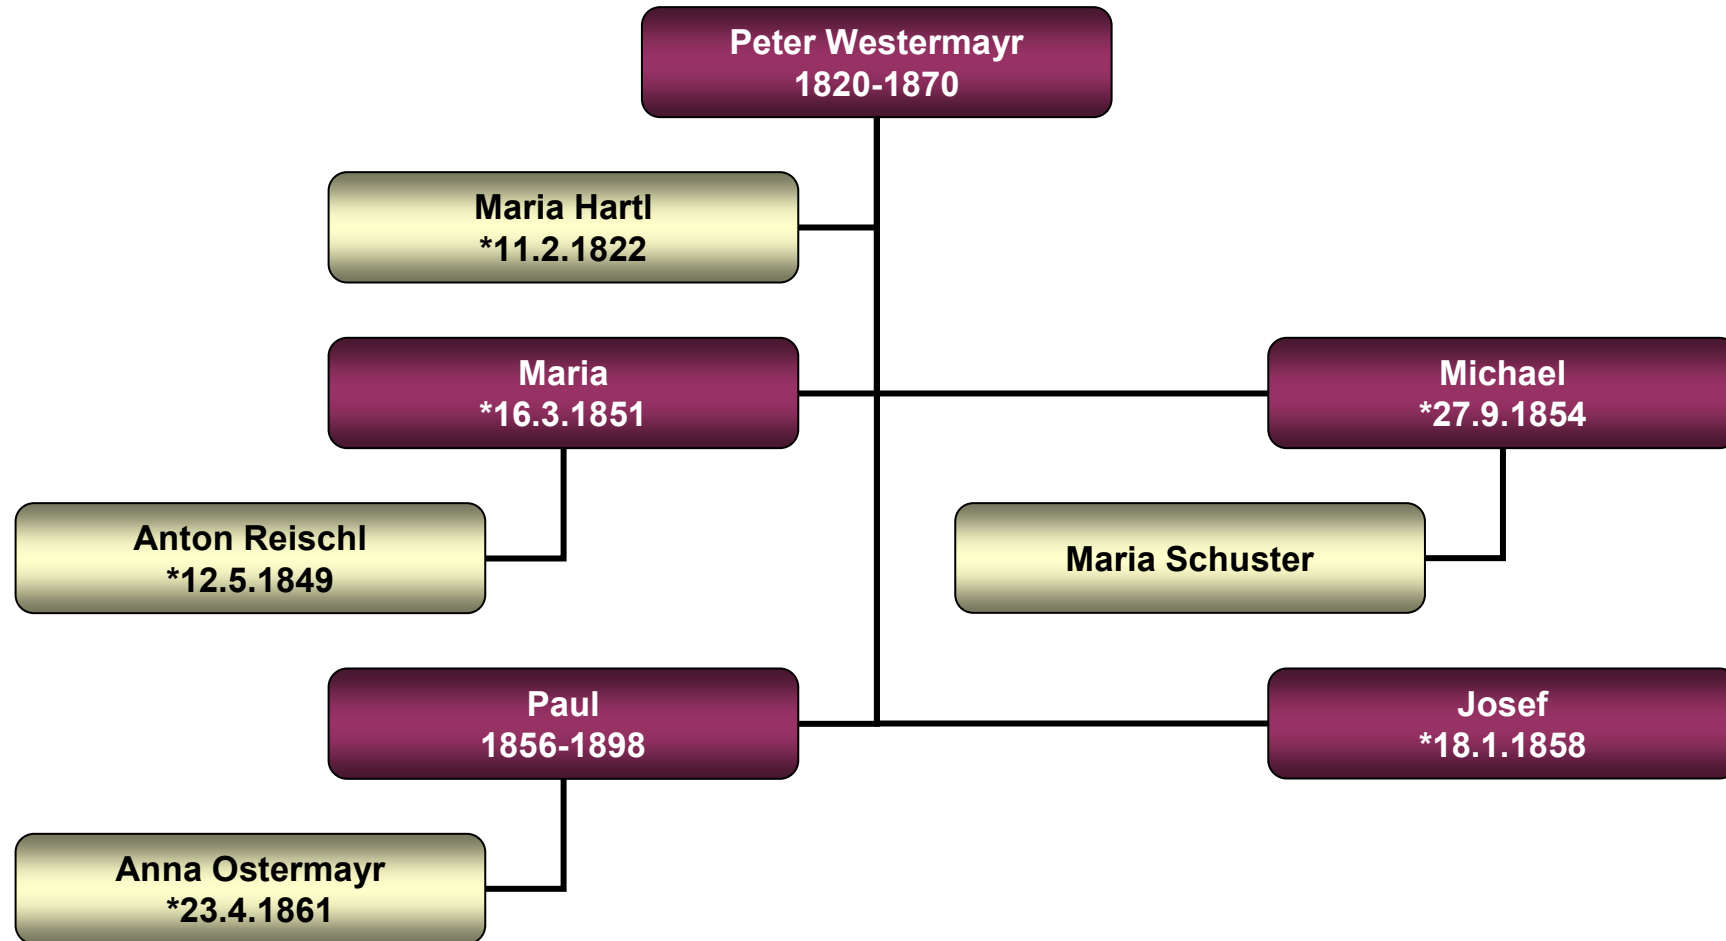 Peter Westermayr
1820-1870
Maria Hartl
*11.2.1822
Maria
*16.3.1851
Michael
*27.9.1854
Anton Reischl
*12.5.1849
Maria Schuster
Paul
1856-1898
Josef
*18.1.1858
Anna Ostermayr
*23.4.1861